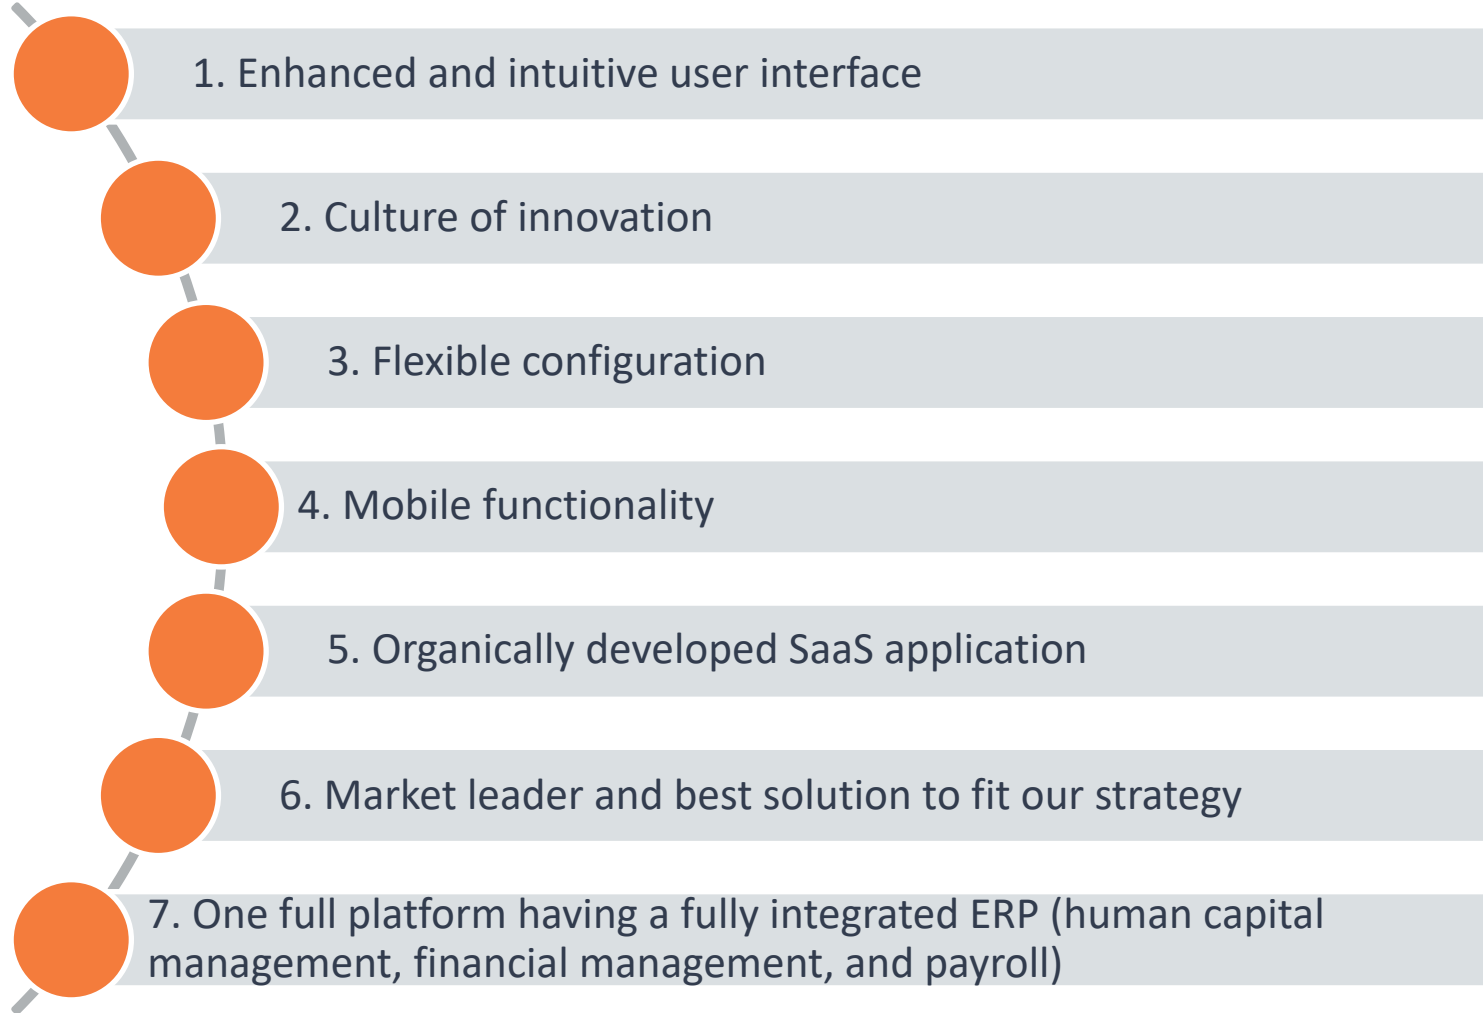 1. Enhanced and intuitive user interface
2. Culture of innovation
3. Flexible configuration
4. Mobile functionality
5. Organically developed SaaS application
6. Market leader and best solution to fit our strategy
7. One full platform having a fully integrated ERP (human capital
management, financial management, and payroll)